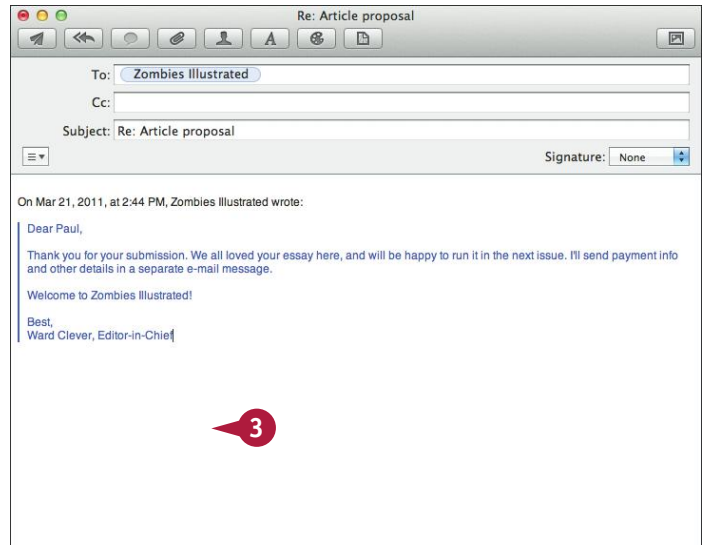 Re: Article proposal
A
To: Zombies Illustrated
Cc:
Subject: Re: Article proposal
Signature: None
On Mar 21, 2011, at 2:44 PM, Zombies Illustrated wrote:
Dear Paul,
Thank you for your submission. We all loved your essay here, and will be happy to run it in the next issue. I'll send payment info
and other details in a separate e-mail message.
Welcome to Zombies Illustrated!
Best,
Ward Clever, Editor-in-Chief
3